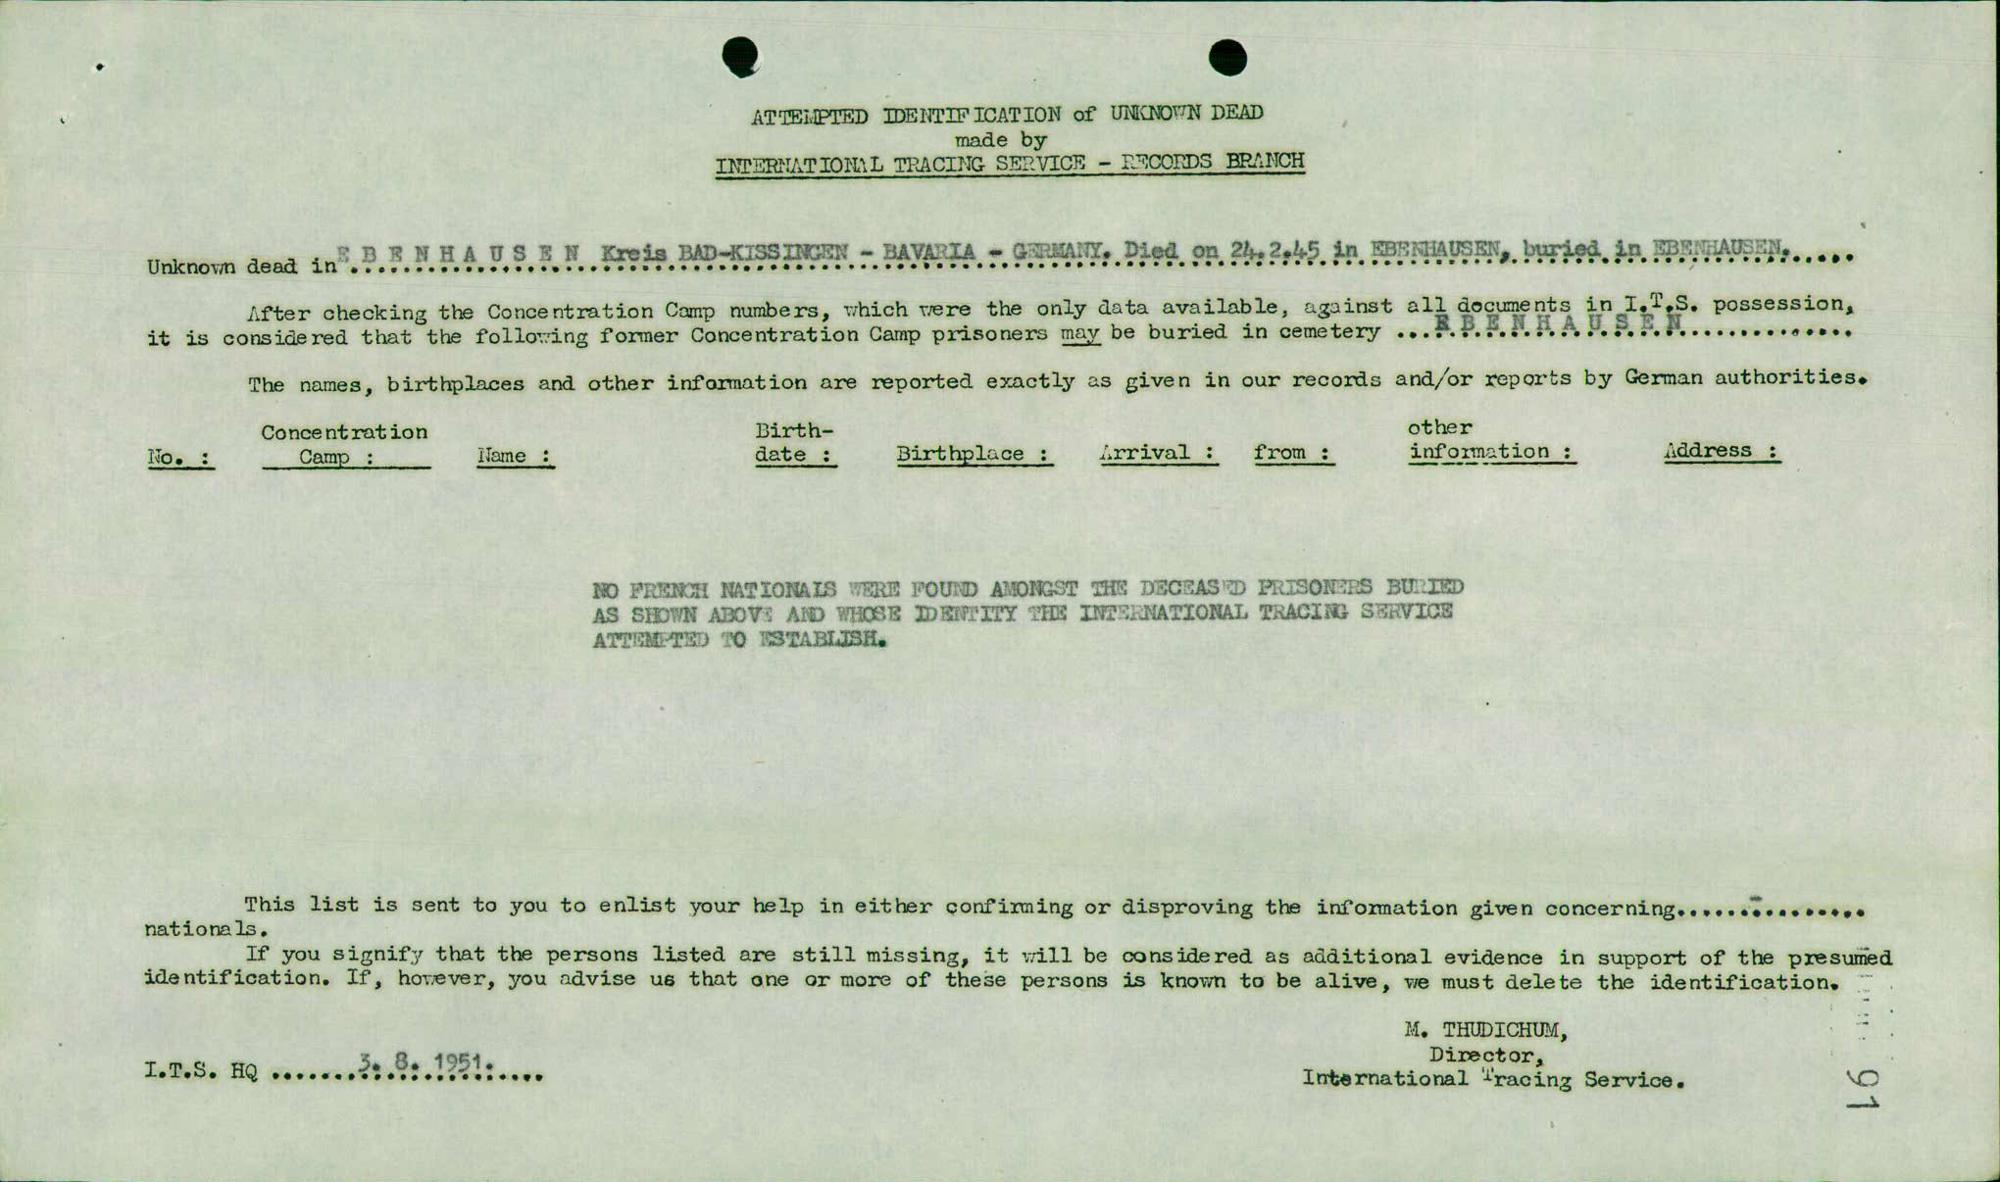 ATTEMPTED IDENTIFICATION of UNKNOWN DEAD
made by
INTERNATIONAL TRACING SERVICE - RECORDS BRANCH
Unknown dead in EBENHAUSEN Kreis BAD-KISSINGEN - BAVARIA - GERMANY. Died on 24.2.45 in EBENHAUSEN, buried in EBENHAUSEN.....
After checking the Concentration Camp numbers, which were the only data available, against all documents in I.T.S. possession,
it is considered that the following former Concentration Camp prisoners may be buried in cemetery ...EBENHAUSEN............
The names, birthplaces and other information are reported exactly as given in our records and/or reports by German authorities.
No. : Concentration Camp : Name : Birth-date : Birthplace : Arrival : from : other information : Address :
NO FRENCH NATIONALS WERE FOUND AMONGST THE DECEASED PRISONERS BURIED
AS SHOWN ABOVE AND WHOSE IDENTITY THE INTERNATIONAL TRACING SERVICE
ATTEMPTED TO ESTABLISH.
This list is sent to you to enlist your help in either confirming or disproving the information given concerning......-........
nationals.
If you signify that the persons listed are still missing, it will be considered as additional evidence in support of the presumed
identification. If, however, you advise us that one or more of these persons is known to be alive, we must delete the identification.
M. THUDICHUM,
Director,
International Tracing Service.
I.T.S. HQ .......3. 8. 1951.....
91